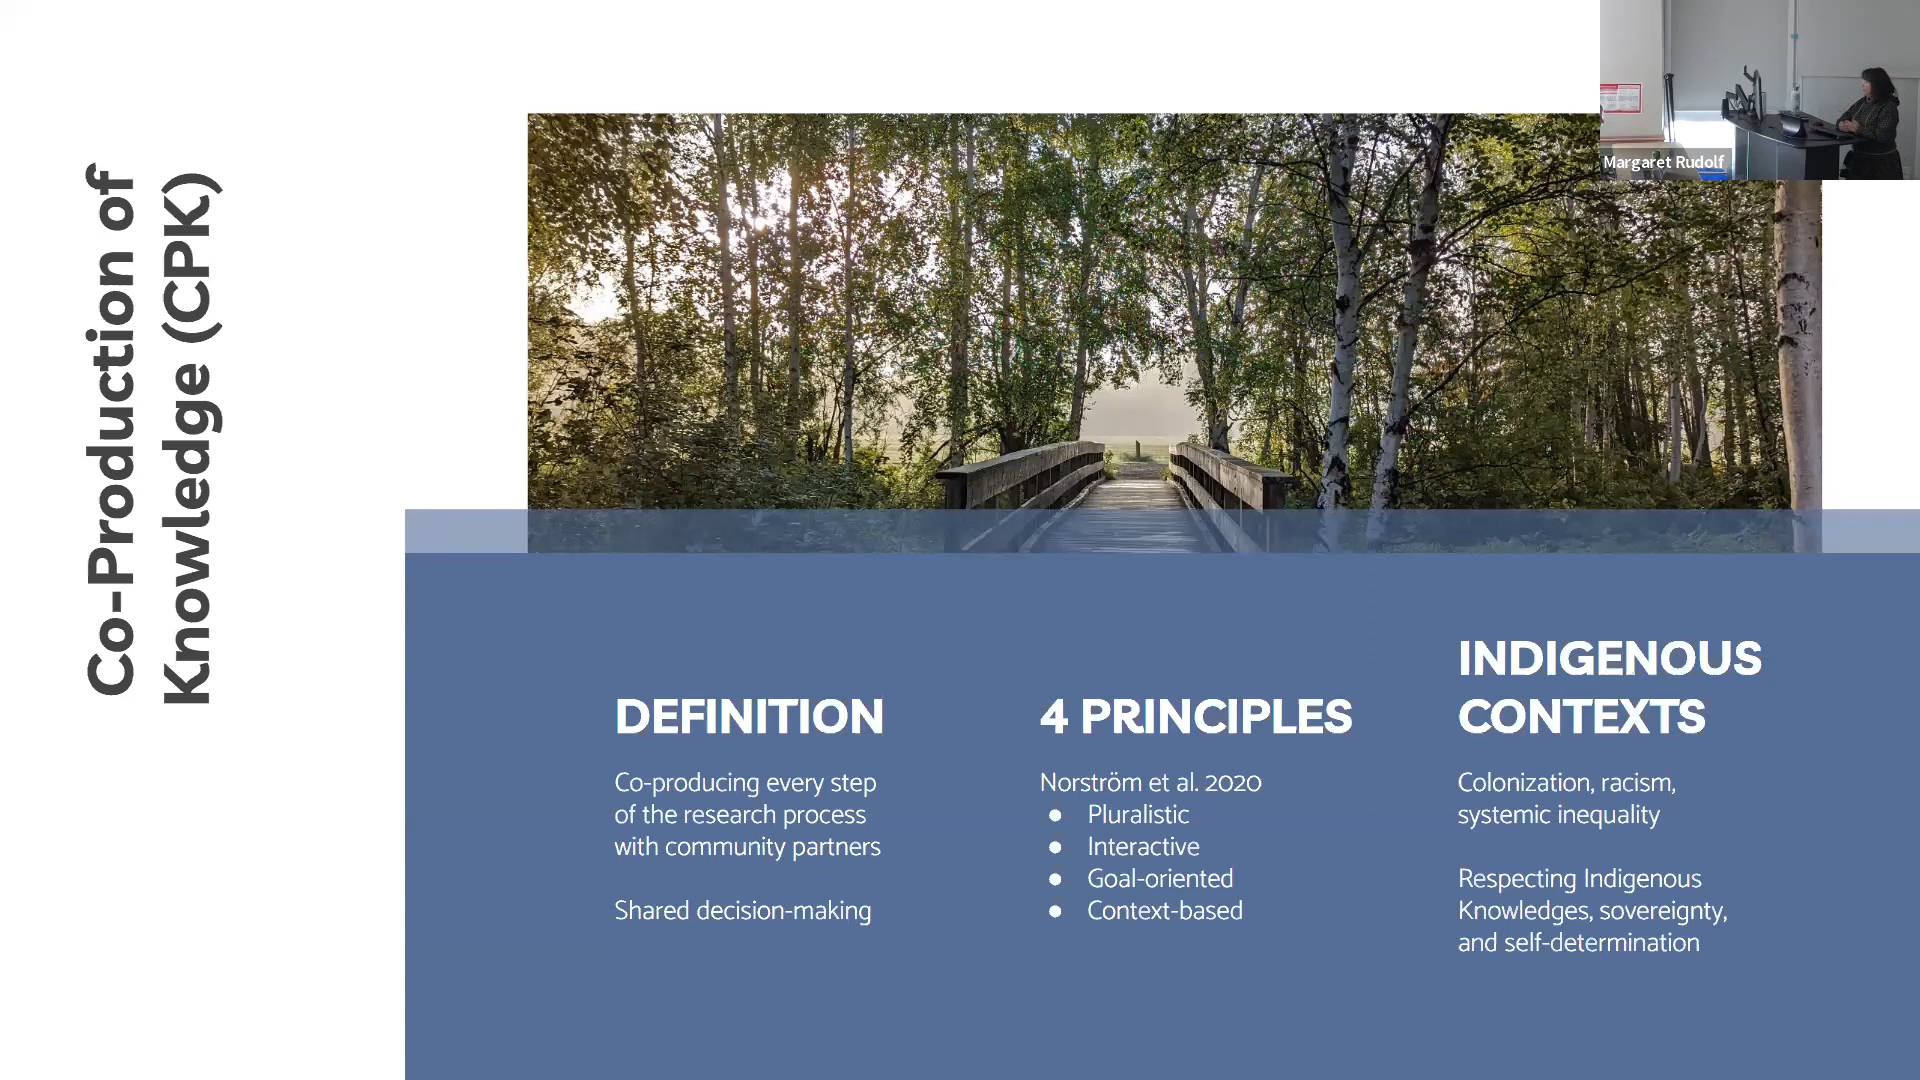 Co-Production of
Knowledge (CPK)
Margaret Rudolf
DEFINITION
Co-producing every step
of the research process
with community partners
Shared decision-making
4 PRINCIPLES
Norström et al. 2020
● Pluralistic
● Interactive
● Goal-oriented
● Context-based
INDIGENOUS
CONTEXTS
Colonization, racism,
systemic inequality
Respecting Indigenous
Knowledges, sovereignty,
and self-determination